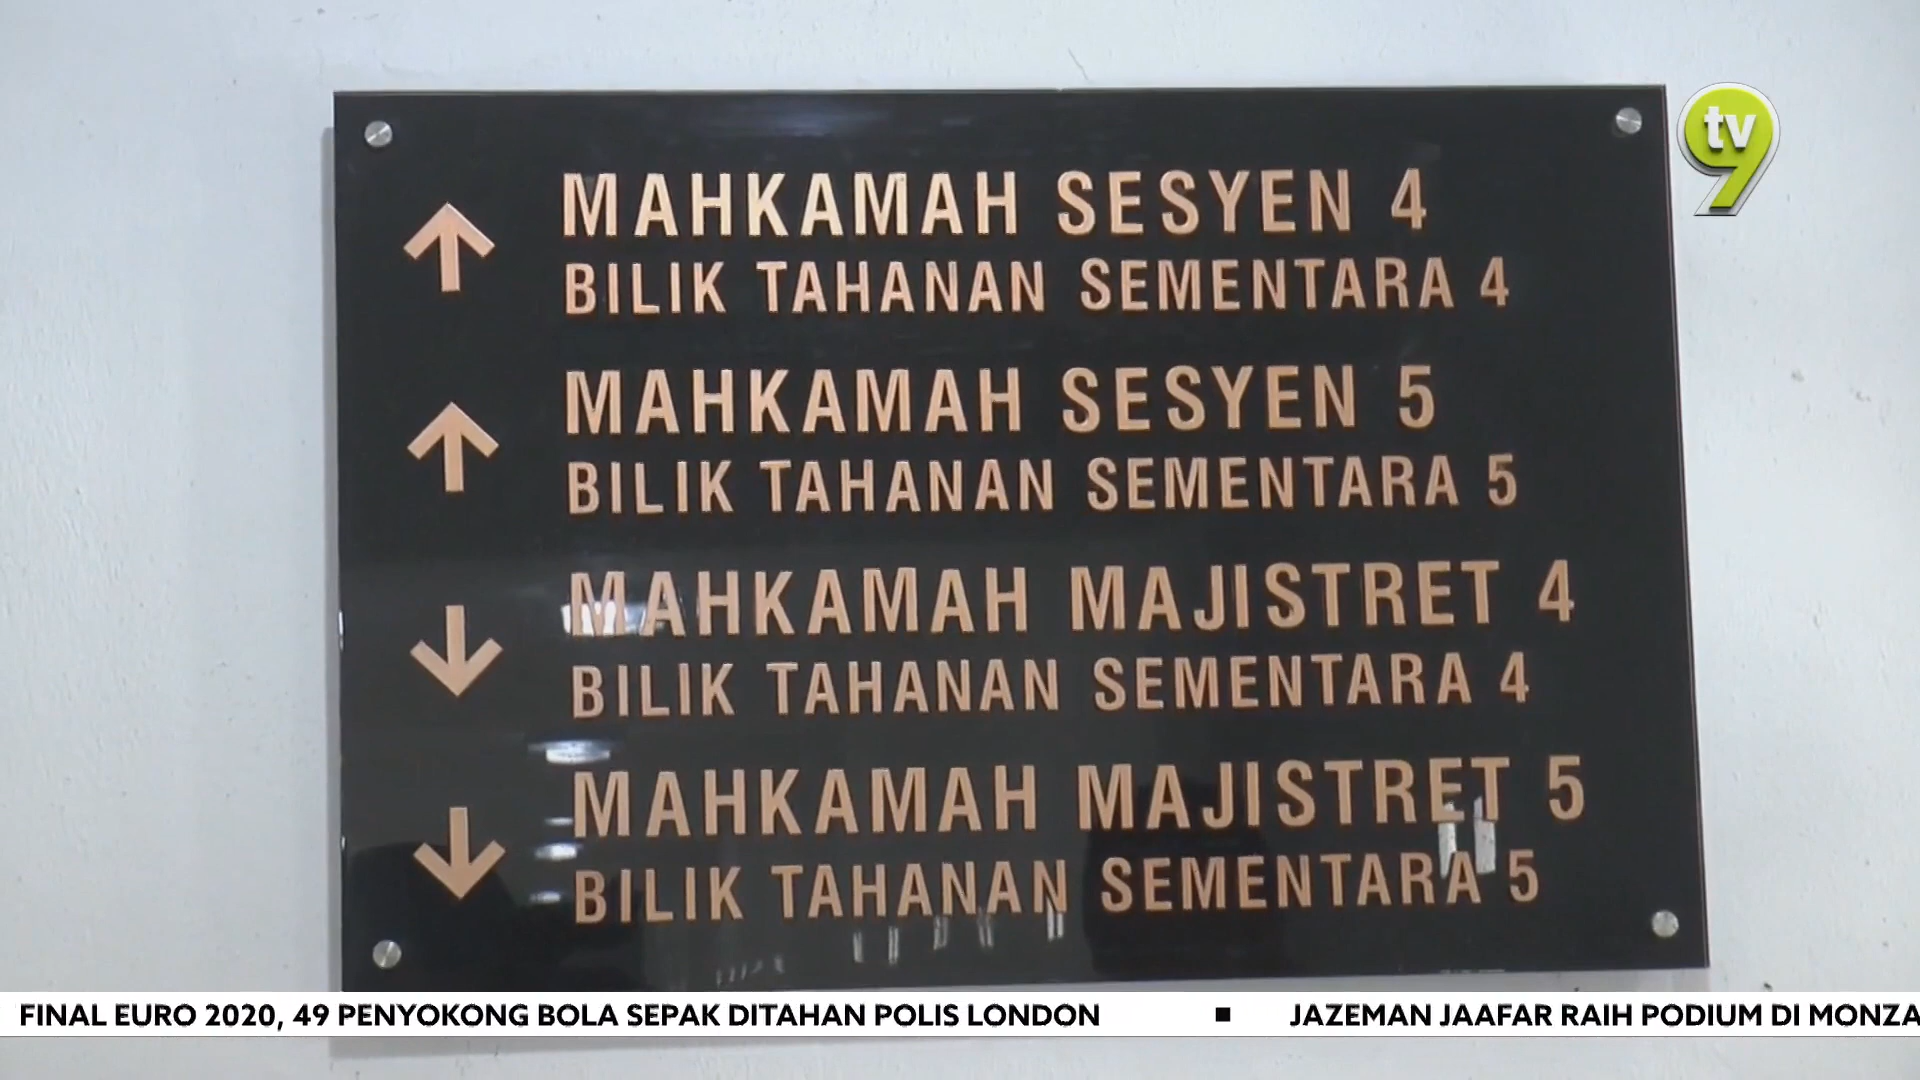 tv9
MAHKAMAH SESYEN 4
BILIK TAHANAN SEMENTARA 4
MAHKAMAH SESYEN 5
BILIK TAHANAN SEMENTARA 5
MAHKAMAH MAJISTRET 4
BILIK TAHANAN SEMENTARA 4
MAHKAMAH MAJISTRET 5
BILIK TAHANAN SEMENTARA 5
FINAL EURO 2020, 49 PENYOKONG BOLA SEPAK DITAHAN POLIS LONDON ■ JAZEMAN JAAFAR RAIH PODIUM DI MONZA